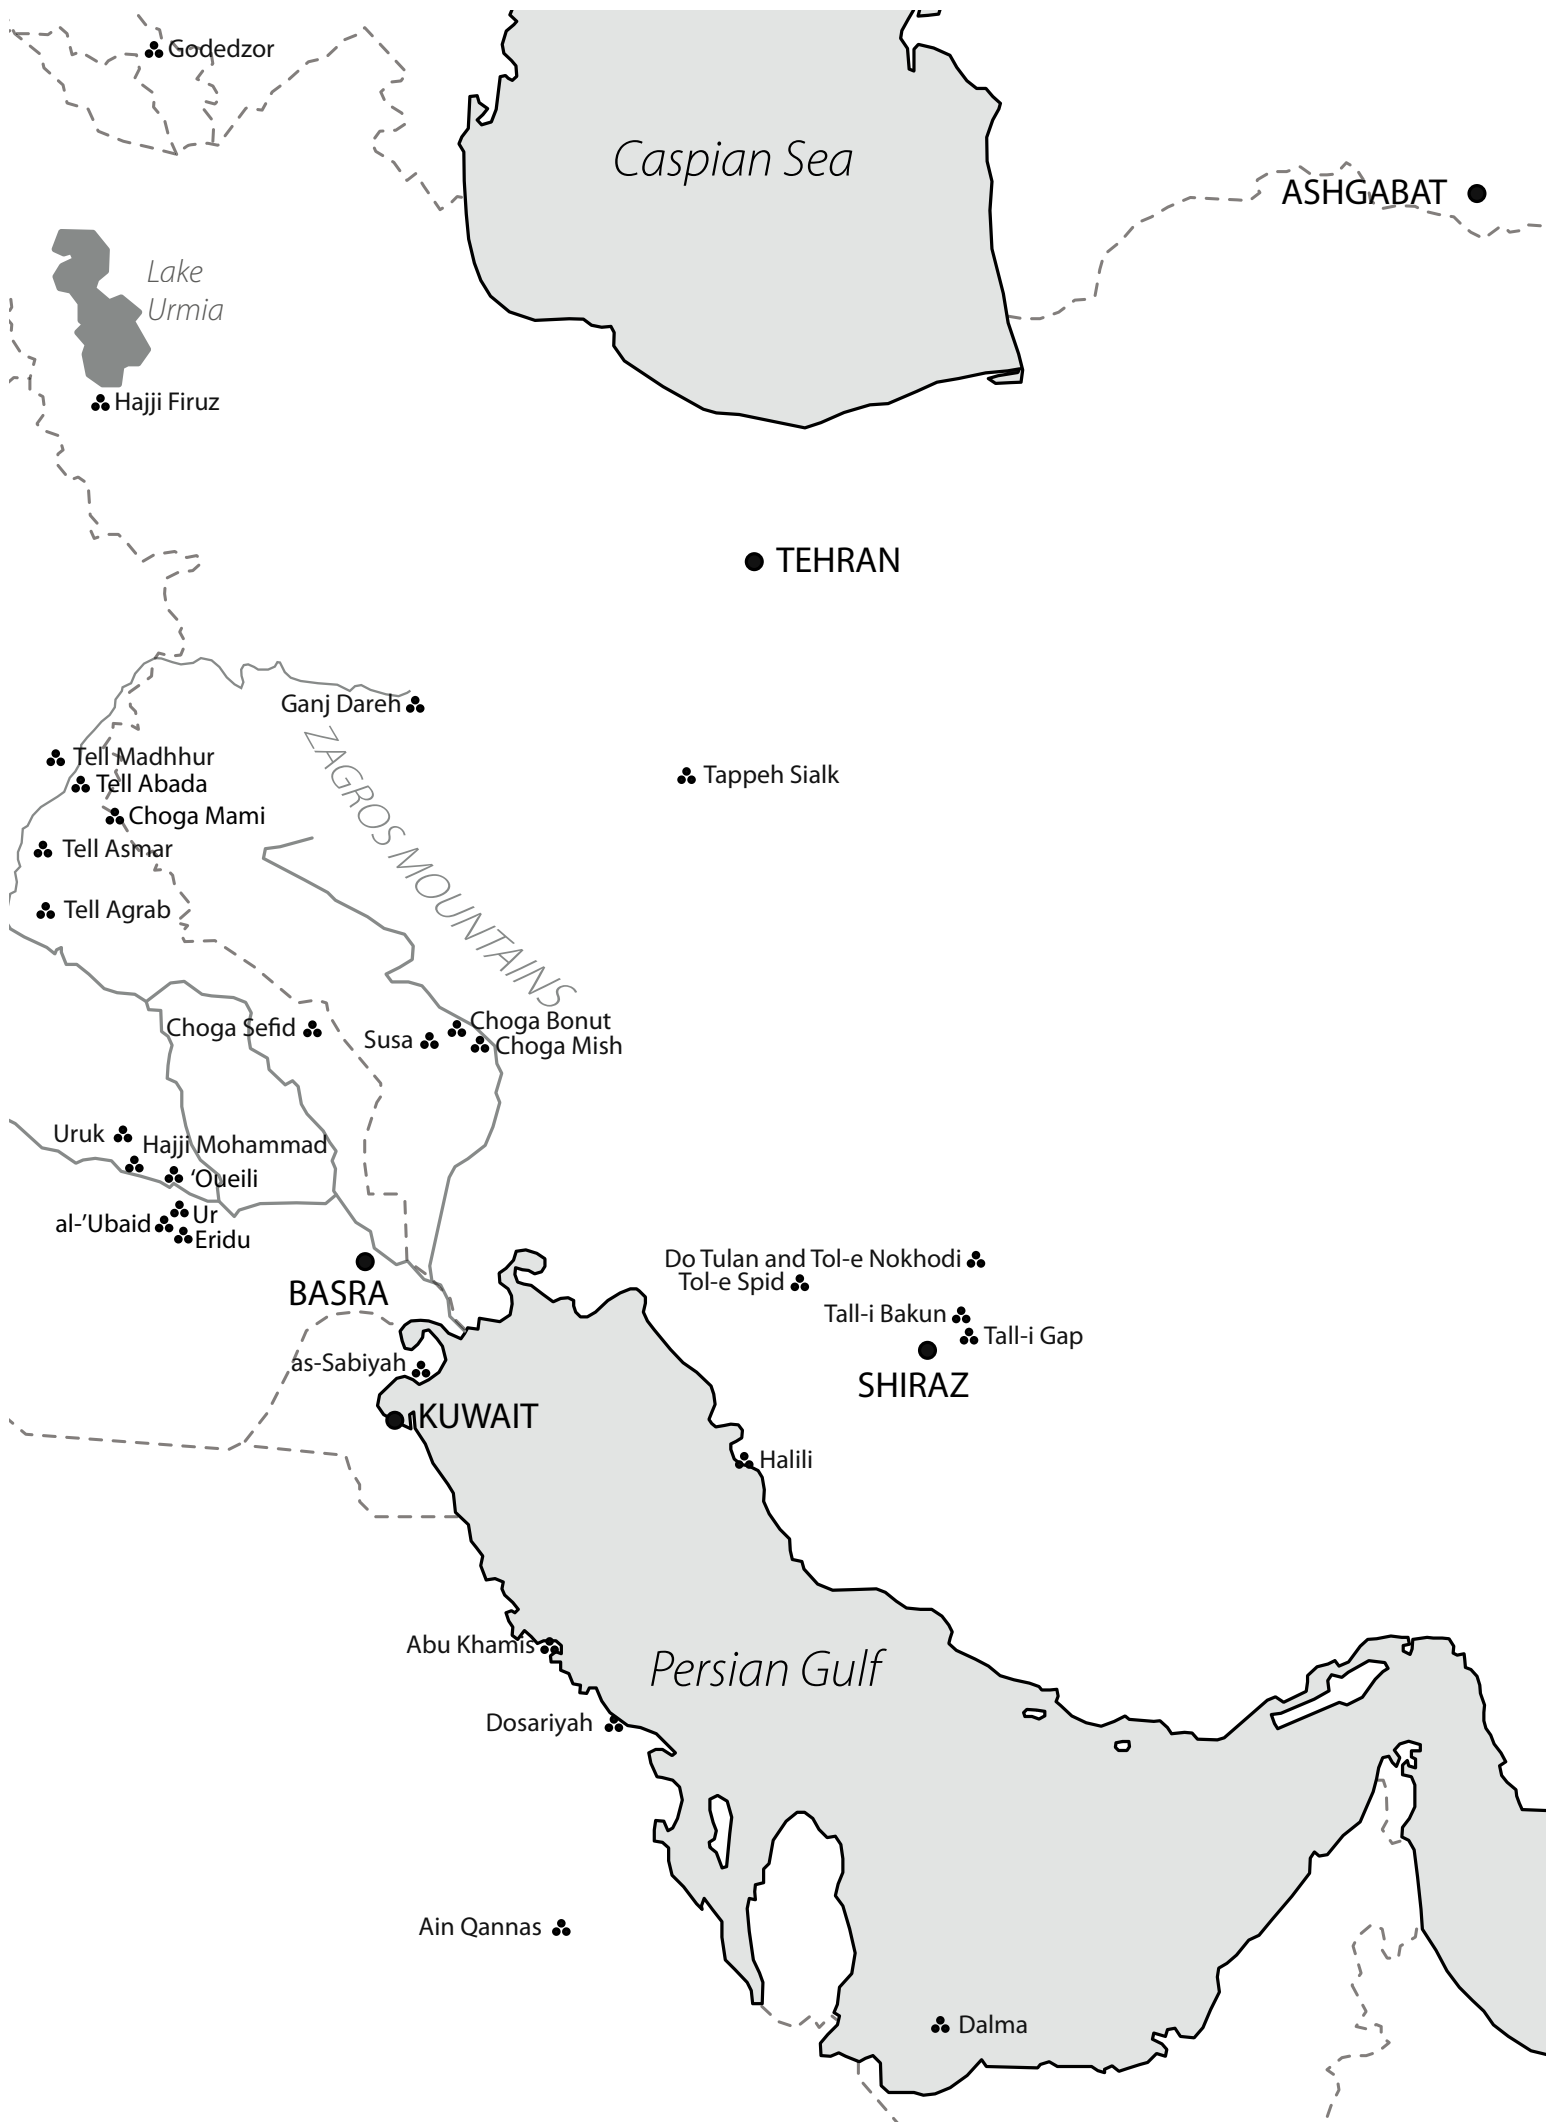 Godedzor
Caspian Sea
ASHGABAT
Lake
Urmia
Hajji Firuz
TEHRAN
Ganj Dareh
ZAGROS MOUNTAINS
Tell Madhhur
Tappeh Sialk
Tell Abada
Choga Mami
Tell Asmar
Tell Agrab
Choga Sefid
Susa
Choga Bonut
Choga Mish
Uruk
Hajji Mohammad
‘Oueili
Ur
al-’Ubaid
Eridu
BASRA
Do Tulan and Tol-e Nokhodi
Tol-e Spid
Tall-i Bakun
Tall-i Gap
SHIRAZ
as-Sabiyah
KUWAIT
Halili
Abu Khamis
Persian Gulf
Dosariyah
Ain Qannas
Dalma